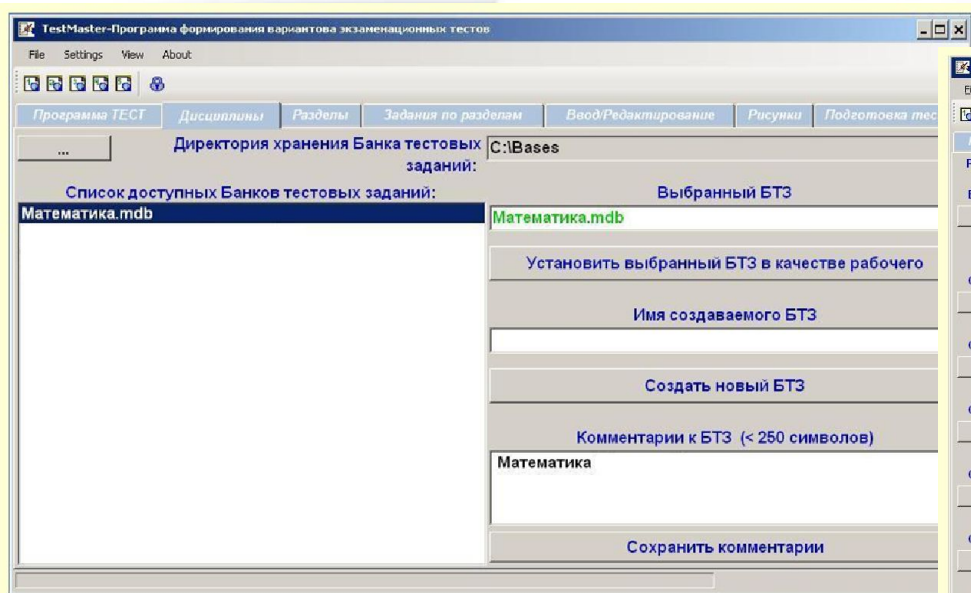 TestMaster-Программа формирования вариантова экзаменационных тестов
File Settings View About
Программа ТЕСТ Дисциплины Разделы Задания по разделам Ввод/Редактирование Рисунки Подготовка тес
... Директория хранения Банка тестовых заданий: C:\Bases
Список доступных Банков тестовых заданий:
Математика.mdb
Выбранный БТЗ
Математика.mdb
Установить выбранный БТЗ в качестве рабочего
Имя создаваемого БТЗ
Создать новый БТЗ
Комментарии к БТЗ (< 250 символов)
Математика
Сохранить комментарии